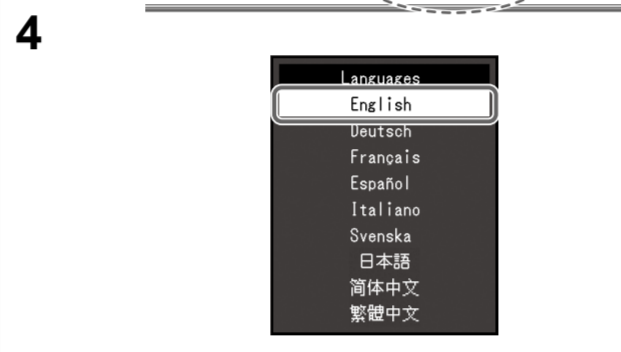 4
Languages
English
Deutsch
Français
Español
Italiano
Svenska
日本語
简体中文
繁體中文